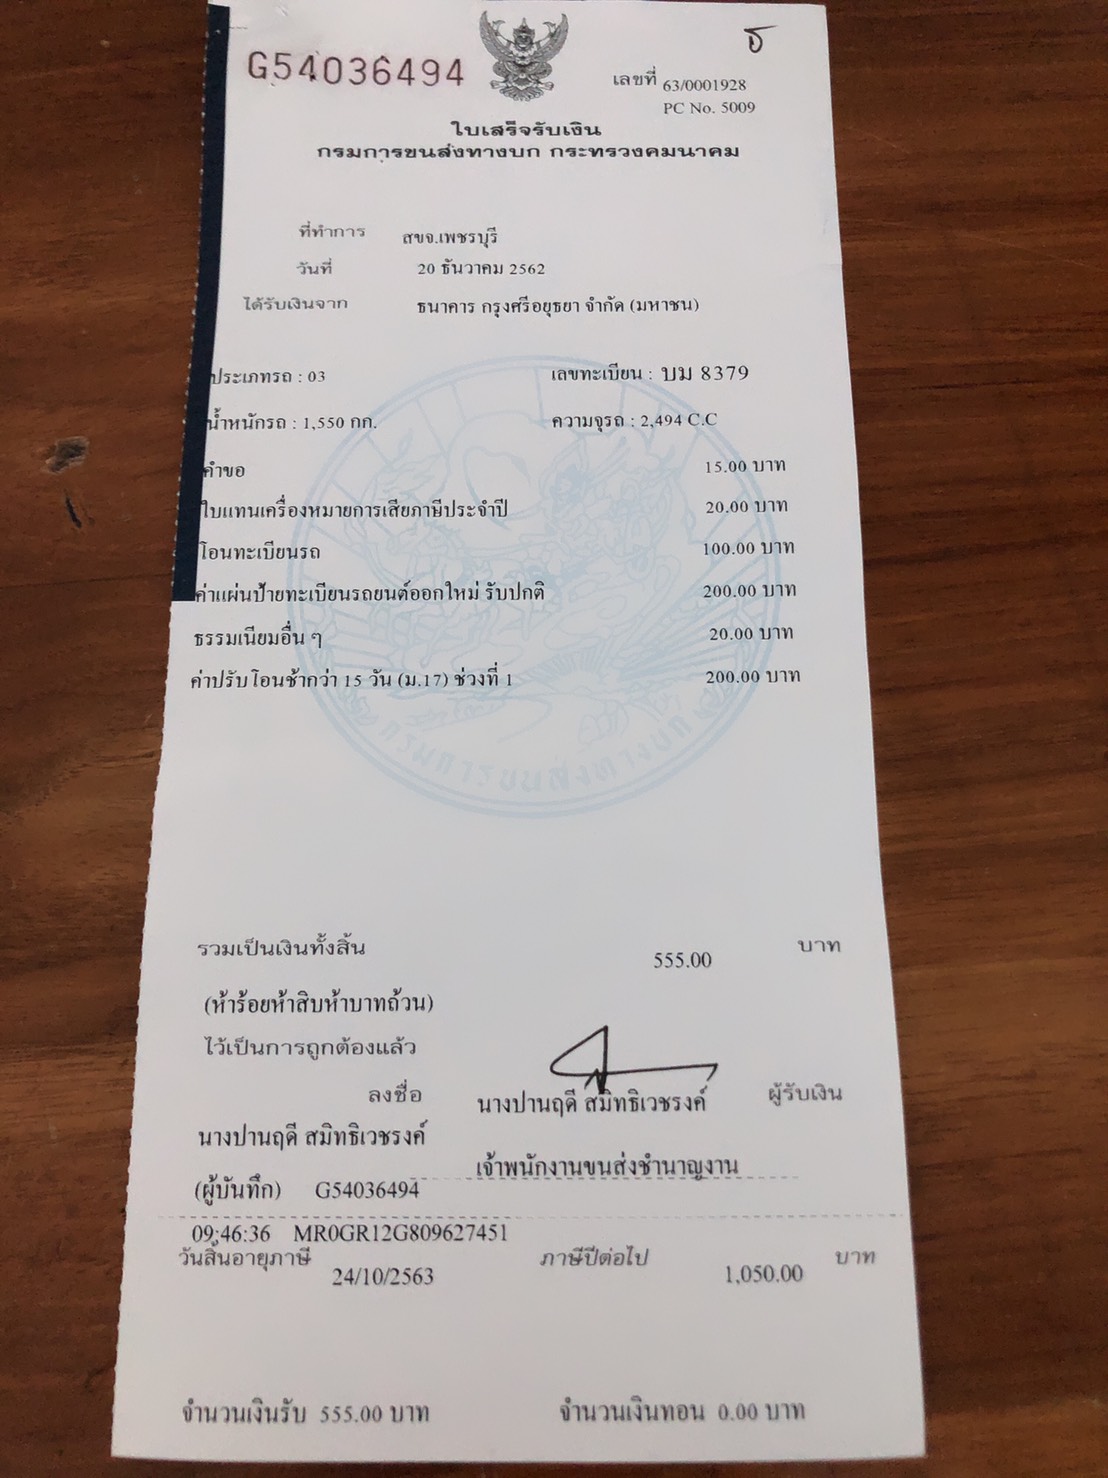 G54036494
ธ
เลขที่ 63/0001928
PC No. 5009
ใบเสร็จรับเงิน
กรมการขนส่งทางบก กระทรวงคมนาคม
ที่ทำการ สขจ.เพชรบุรี
วันที่ 20 ธันวาคม 2562
ได้รับเงินจาก ธนาคาร กรุงศรีอยุธยา จำกัด (มหาชน)
ประเภทรถ : 03 เลขทะเบียน : บม 8379
น้ำหนักรถ : 1,550 กก. ความจุรถ : 2,494 C.C
คำขอ 15.00 บาท
ใบแทนเครื่องหมายการเสียภาษีประจำปี 20.00 บาท
โอนทะเบียนรถ 100.00 บาท
ค่าแผ่นป้ายทะเบียนรถยนต์ออกใหม่ รับปกติ 200.00 บาท
ธรรมเนียมอื่น ๆ 20.00 บาท
ค่าปรับโอนช้ากว่า 15 วัน (ม.17) ช่วงที่ 1 200.00 บาท
กรมการขนส่งทางบก
รวมเป็นเงินทั้งสิ้น 555.00 บาท
(ห้าร้อยห้าสิบห้าบาทถ้วน)
ไว้เป็นการถูกต้องแล้ว
ลงชื่อ นางปานฤดี สมิทธิเวชรงค์ ผู้รับเงิน
นางปานฤดี สมิทธิเวชรงค์
เจ้าพนักงานขนส่งชำนาญงาน
(ผู้บันทึก) G54036494
09:46:36 MR0GR12G809627451
วันสิ้นอายุภาษี 24/10/2563 ภาษีปีต่อไป 1,050.00 บาท
จำนวนเงินรับ 555.00 บาท จำนวนเงินทอน 0.00 บาท